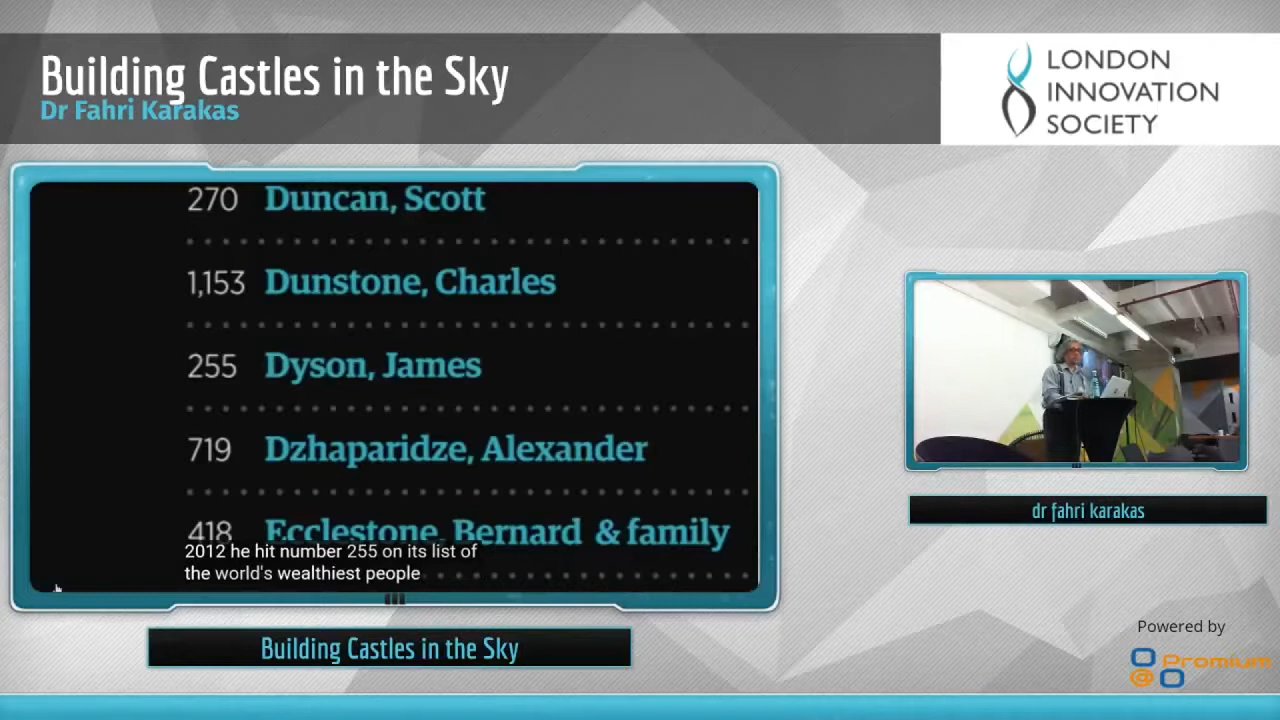 Building Castles in the Sky
Dr Fahri Karakas
LONDON
INNOVATION
SOCIETY
270 Duncan, Scott
1,153 Dunstone, Charles
255 Dyson, James
719 Dzhaparidze, Alexander
418 Ecclestone, Bernard & family
2012 he hit number 255 on its list of
the world's wealthiest people
dr fahri karakas
Building Castles in the Sky
Powered by
Promium